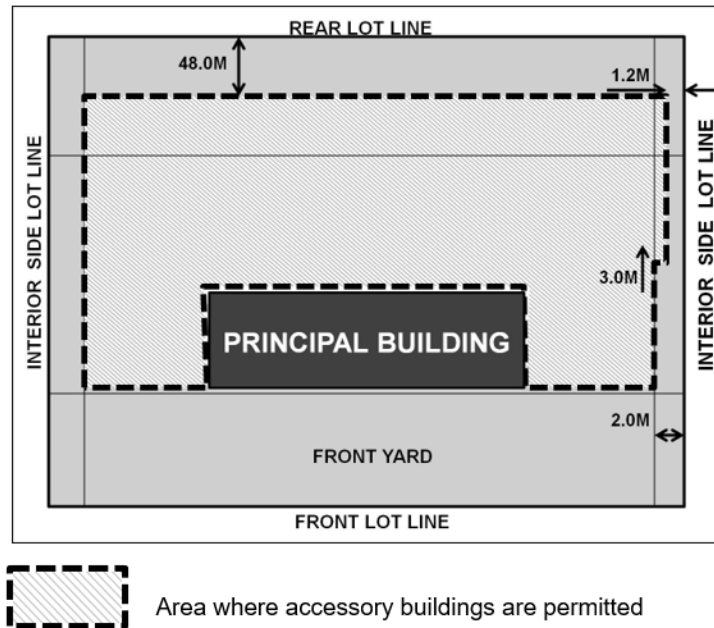 REAR LOT LINE
48.0M
1.2M
INTERIOR SIDE LOT LINE
INTERIOR SIDE LOT LINE
3.0M
PRINCIPAL BUILDING
2.0M
FRONT YARD
FRONT LOT LINE
Area where accessory buildings are permitted